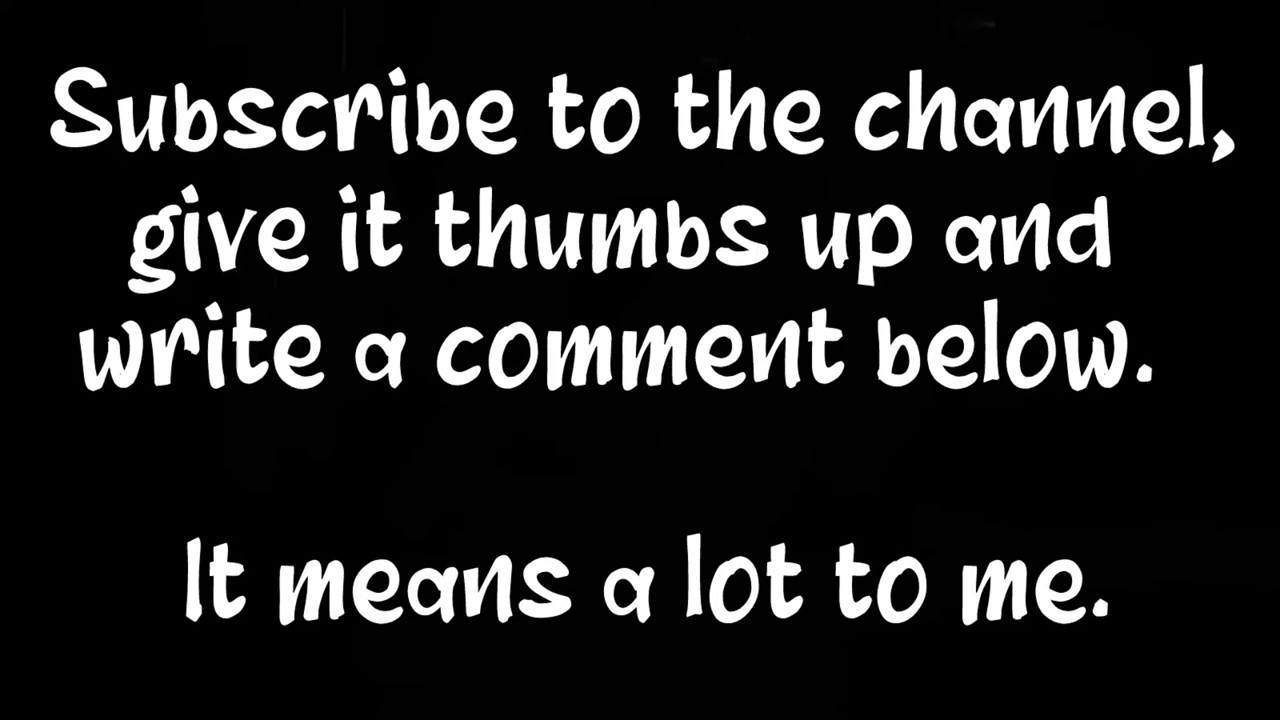 Subscribe to the channel,
give it thumbs up and
write a comment below.
It means a lot to me.